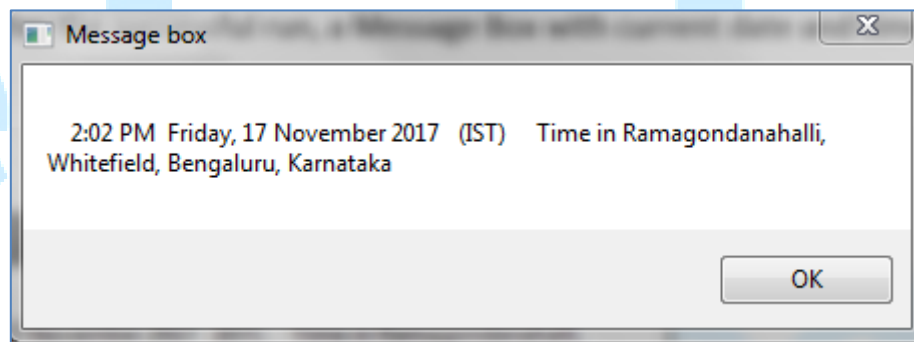 Message box
2:02 PM Friday, 17 November 2017 (IST) Time in Ramagondanahalli,
Whitefield, Bengaluru, Karnataka
OK